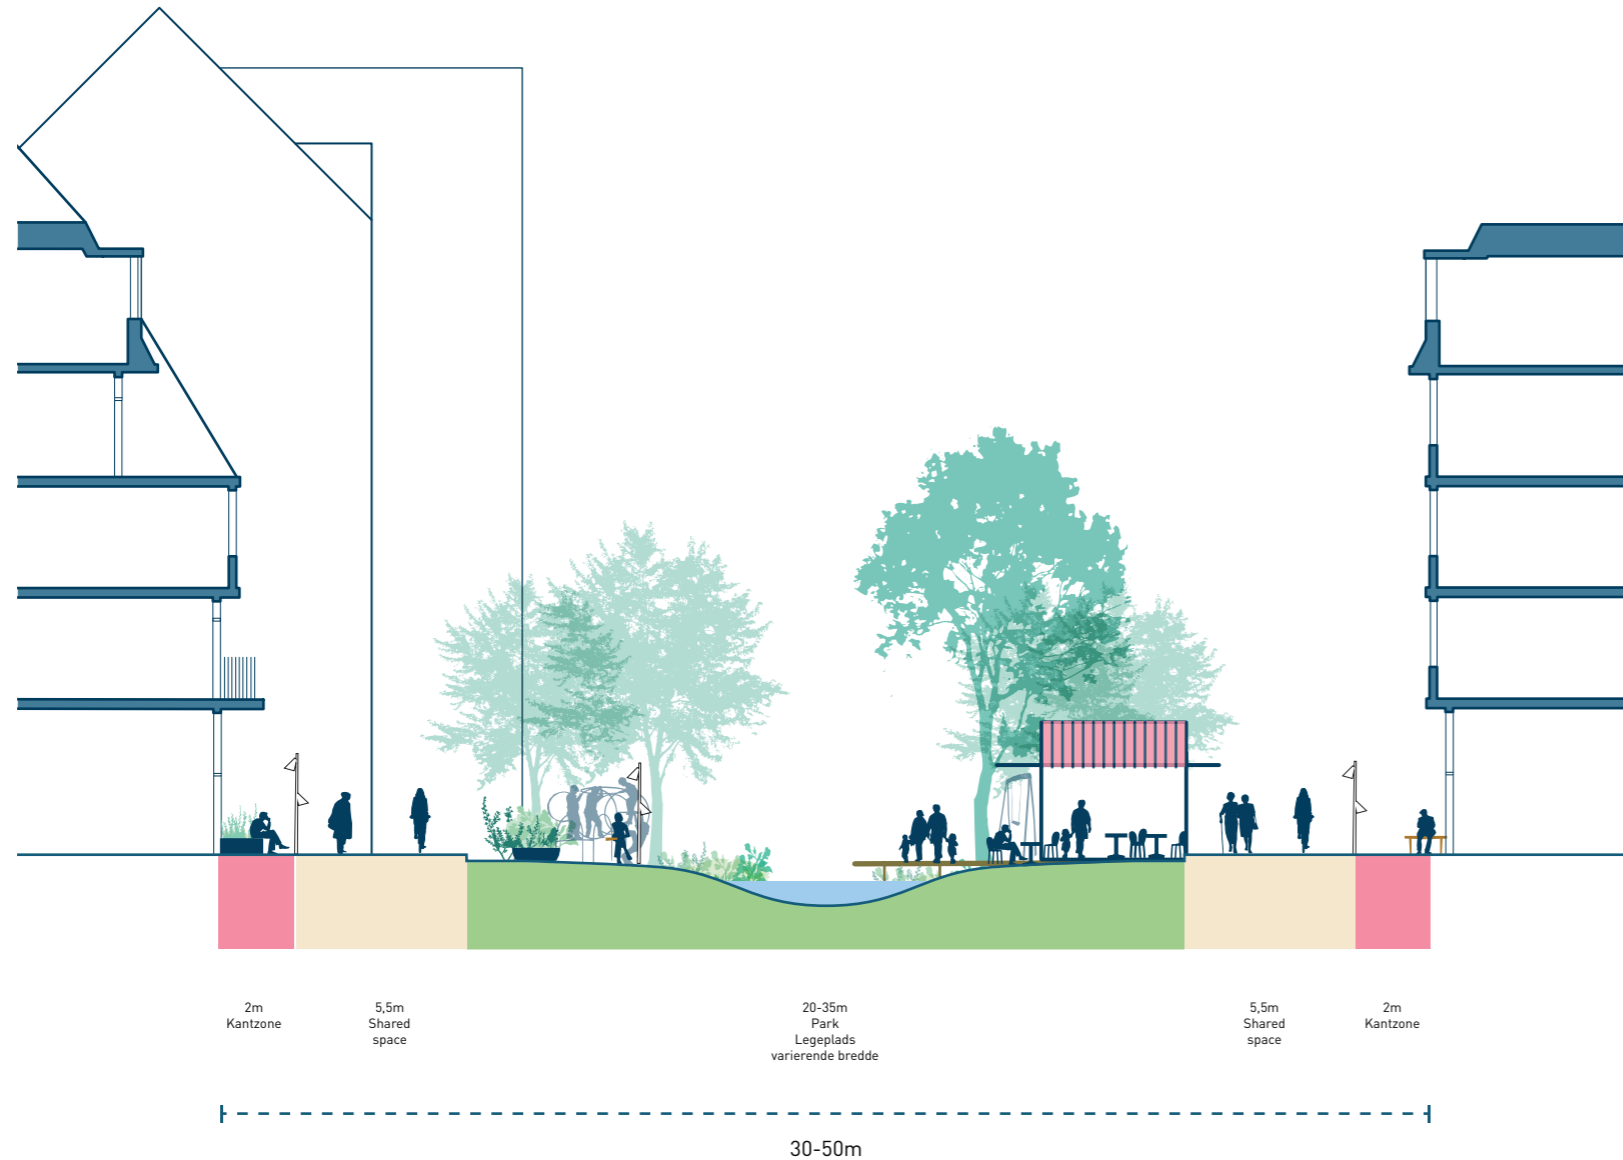 2m
Kantzone
5,5m
Shared
space
20-35m
Park
Legeplads
varierende bredde
5,5m
Shared
space
2m
Kantzone
30-50m